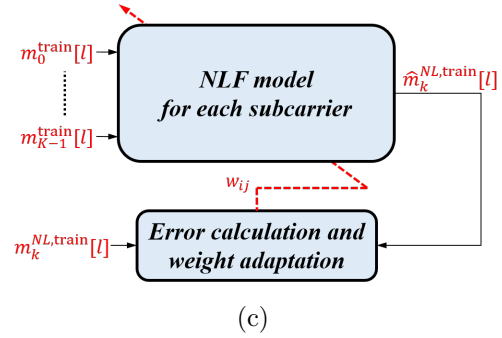 m_0^train[l]
NLF model
for each subcarrier
m̂_k^NL,train[l]
m_{K−1}^train[l]
w_ij
m_k^NL,train[l]
Error calculation and
weight adaptation
(c)